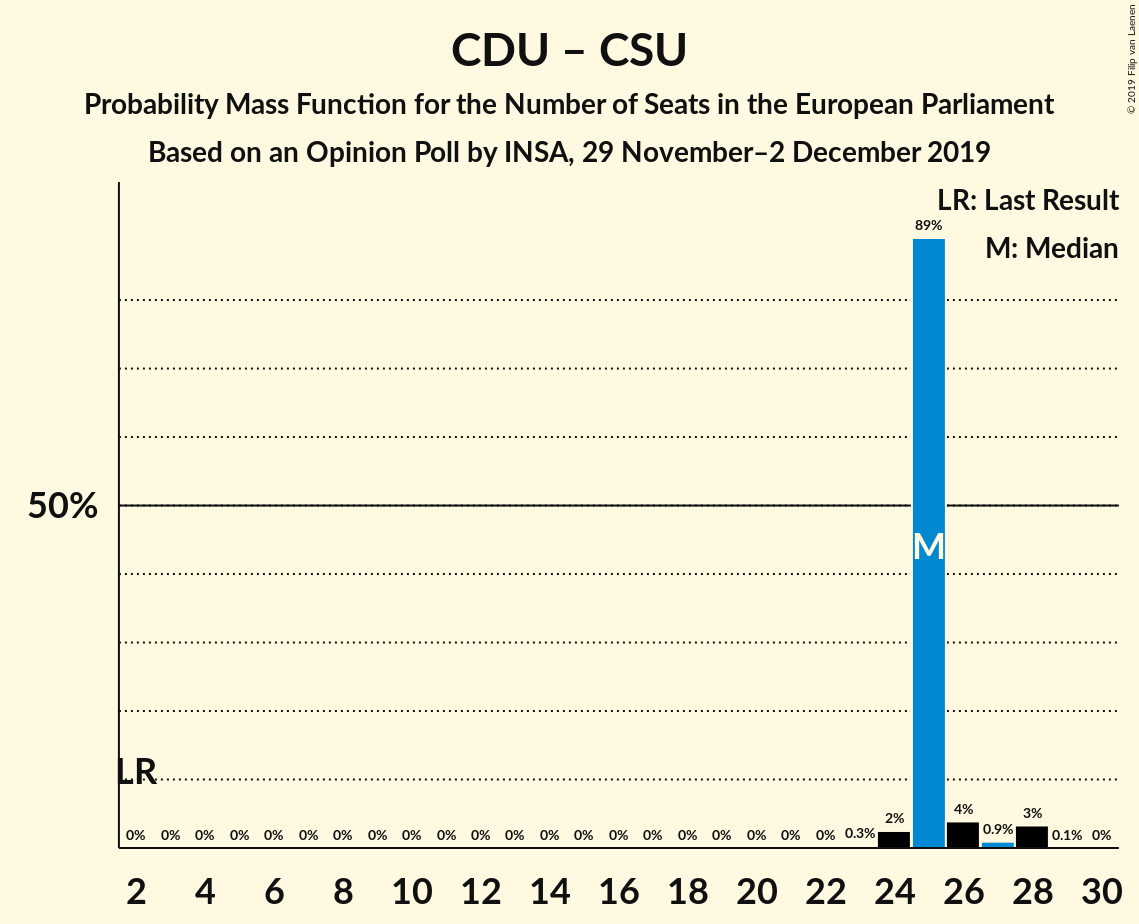 CDU – CSU
Probability Mass Function for the Number of Seats in the European Parliament
Based on an Opinion Poll by INSA, 29 November–2 December 2019
© 2019 Filip van Laenen
LR: Last Result
M: Median
89%
50%
M
LR
0% 0% 0% 0% 0% 0% 0% 0% 0% 0% 0% 0% 0% 0% 0% 0% 0% 0% 0% 0% 0% 0.3% 2% 4% 0.9% 3% 0.1% 0%
2 4 6 8 10 12 14 16 18 20 22 24 26 28 30